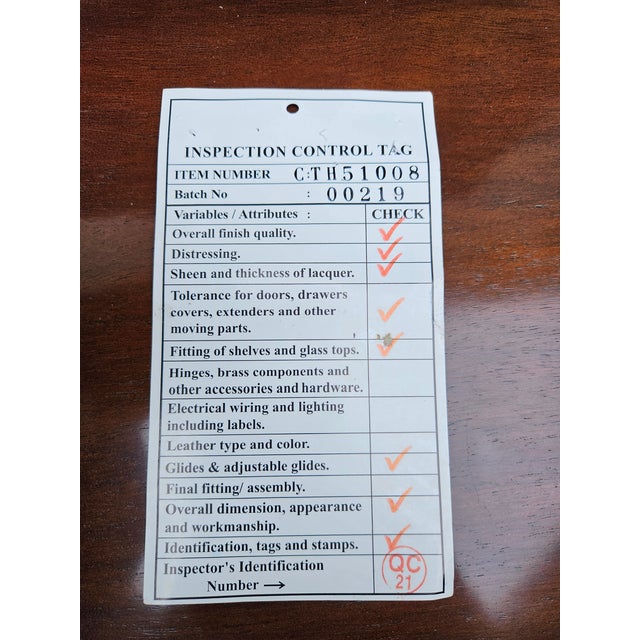 INSPECTION CONTROL TAG
ITEM NUMBER C:TH51008
Batch No : 00219
Variables / Attributes : CHECK
Overall finish quality. ✓
Distressing. ✓
Sheen and thickness of lacquer. ✓
Tolerance for doors, drawers
covers, extenders and other ✓
moving parts.
Fitting of shelves and glass tops. ✓
Hinges, brass components and
other accessories and hardware.
Electrical wiring and lighting
including labels.
Leather type and color.
Glides & adjustable glides. ✓
Final fitting/ assembly.
Overall dimension, appearance ✓
and workmanship.
Identification, tags and stamps. ✓
Inspector's Identification QC
Number → 21